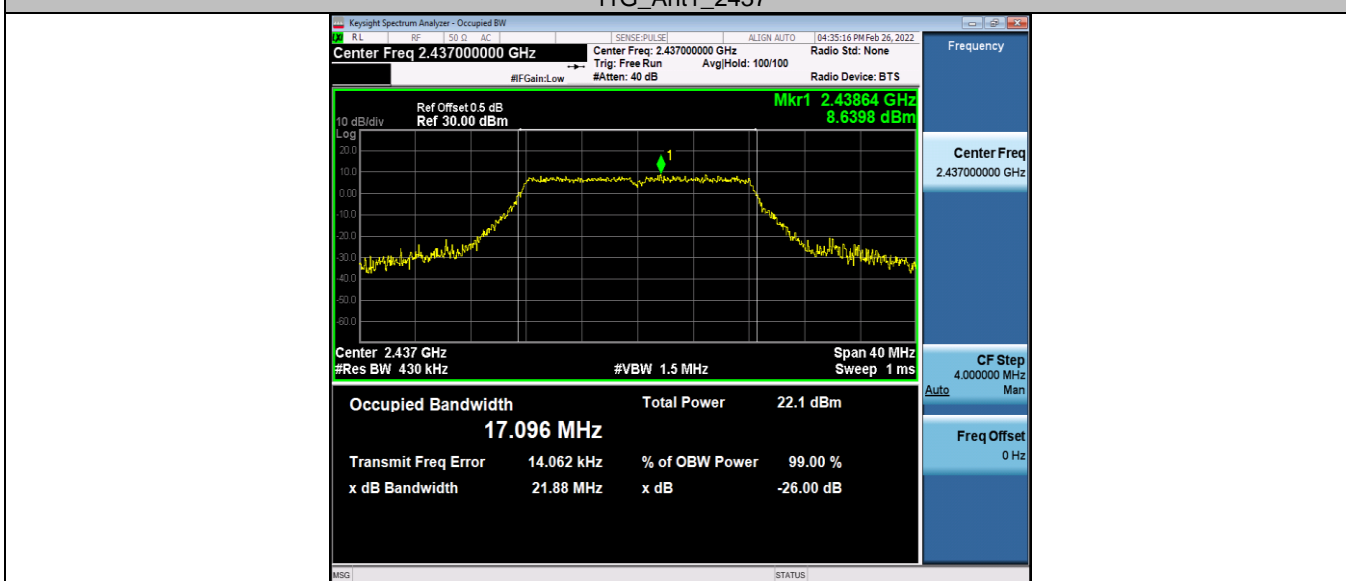 11G_Ant1_2437
Keysight Spectrum Analyzer - Occupied BW
LXI RL RF 50 Ω AC SENSE:PULSE ALIGN AUTO 04:35:16 PM Feb 26, 2022
Center Freq 2.437000000 GHz
Center Freq: 2.437000000 GHz Radio Std: None
Trig: Free Run Avg|Hold: 100/100
#IFGain:Low #Atten: 40 dB Radio Device: BTS
Frequency
Mkr1 2.43864 GHz
8.6398 dBm
Ref Offset 0.5 dB
10 dB/div Ref 30.00 dBm
Log
20.0
10.0
0.00
-10.0
-20.0
-30.0
-40.0
-50.0
-60.0
1
Center 2.437 GHz Span 40 MHz
#Res BW 430 kHz #VBW 1.5 MHz Sweep 1 ms
Occupied Bandwidth Total Power 22.1 dBm
17.096 MHz
Transmit Freq Error 14.062 kHz % of OBW Power 99.00 %
x dB Bandwidth 21.88 MHz x dB -26.00 dB
Center Freq
2.437000000 GHz
CF Step
4.000000 MHz
Auto Man
Freq Offset
0 Hz
MSG STATUS